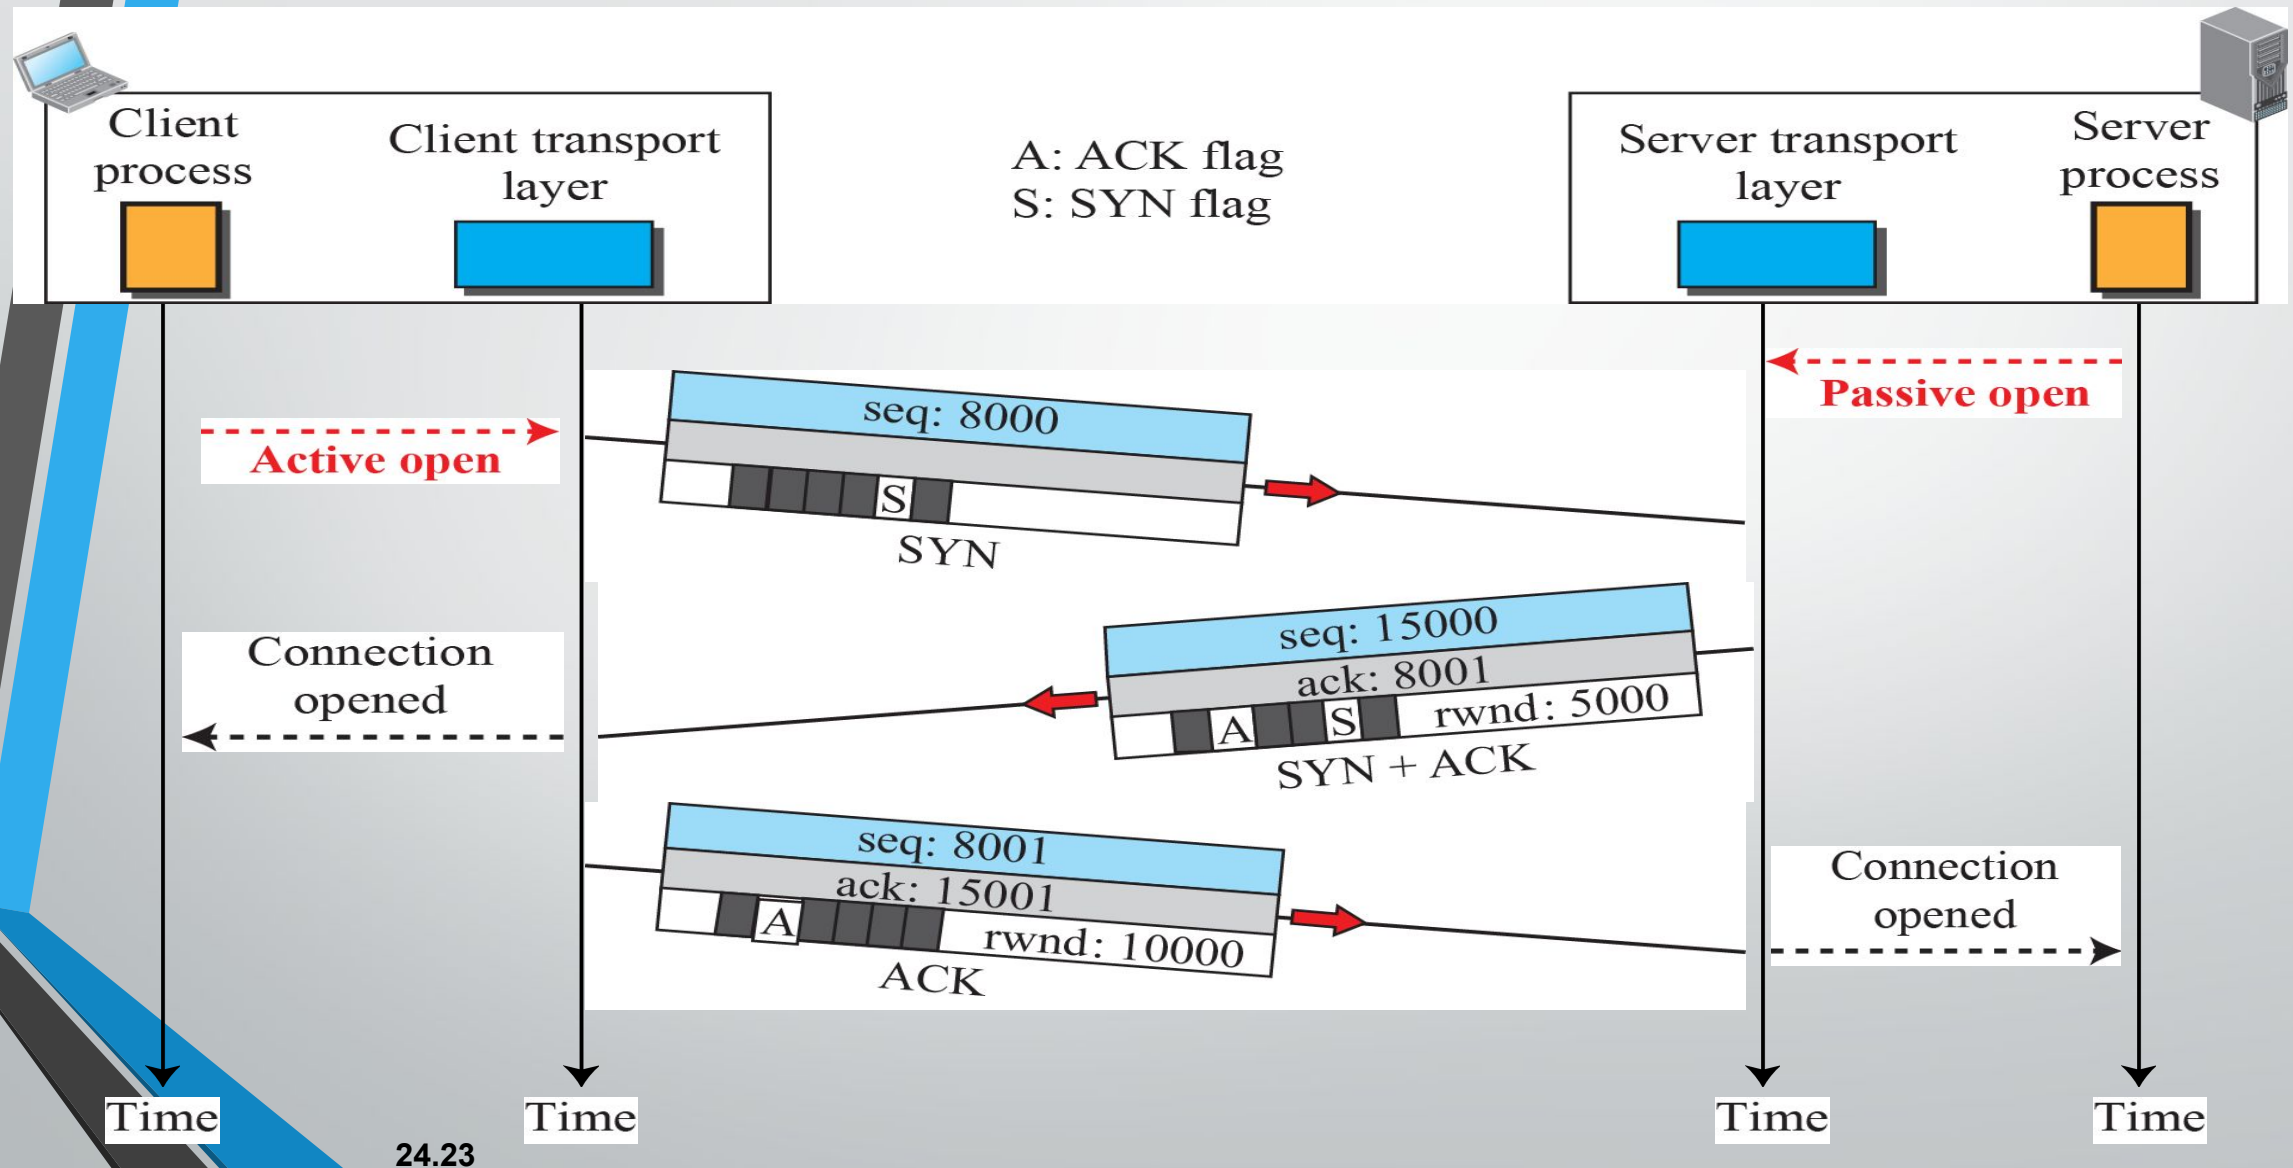 Client
process
Client transport
layer
A: ACK flag
S: SYN flag
Server transport
layer
Server
process
Passive open
Active open
seq: 8000
S
SYN
seq: 15000
ack: 8001
A
S
rwnd: 5000
SYN + ACK
Connection
opened
seq: 8001
ack: 15001
A
rwnd: 10000
ACK
Connection
opened
Time
Time
Time
Time
24.23